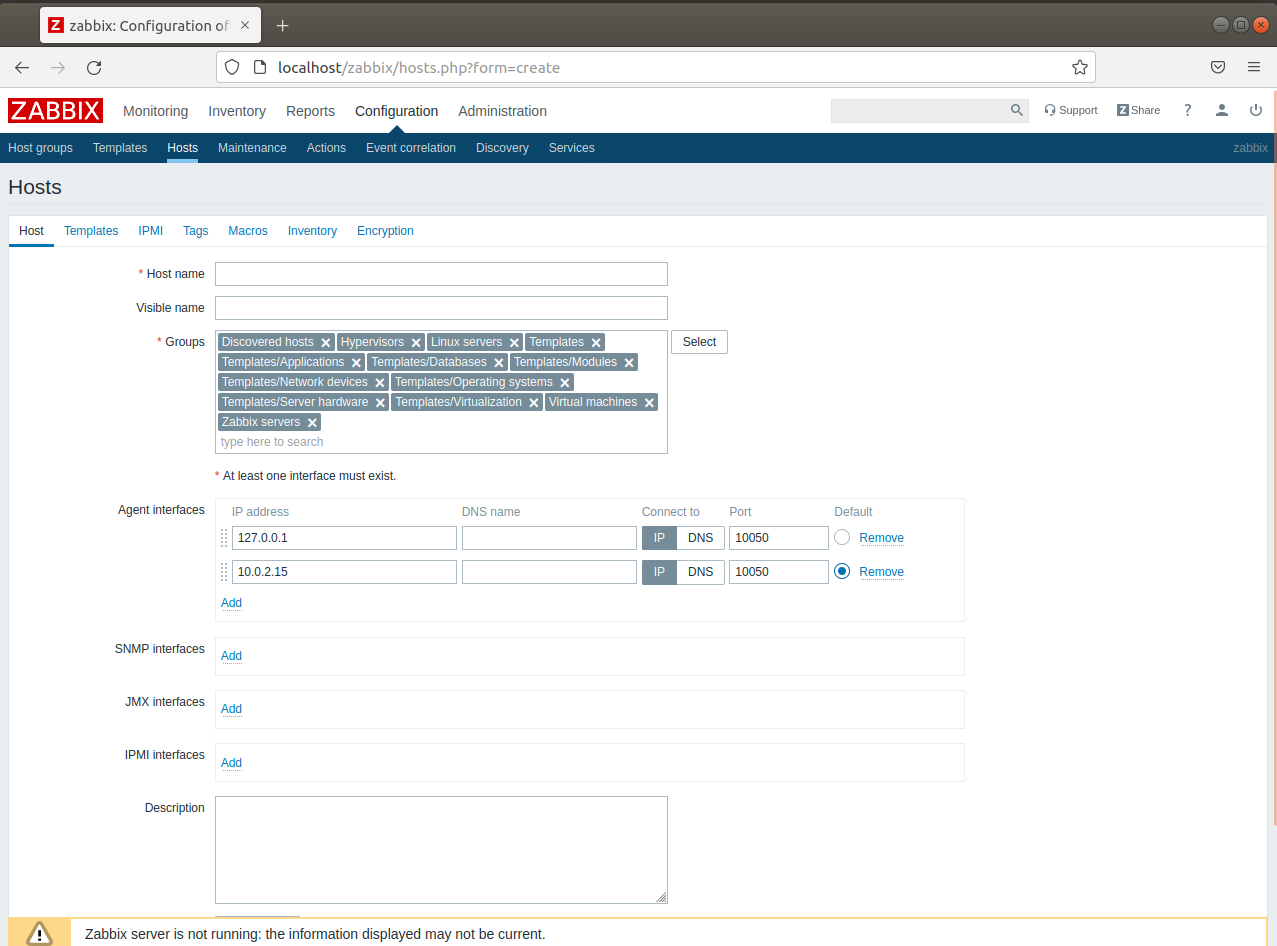 zabbix: Configuration of
localhost/zabbix/hosts.php?form=create
ZABBIX Monitoring Inventory Reports Configuration Administration Support Z Share ?
Host groups Templates Hosts Maintenance Actions Event correlation Discovery Services zabbix
Hosts
Host Templates IPMI Tags Macros Inventory Encryption
* Host name
Visible name
* Groups Discovered hosts Hypervisors Linux servers Templates Select
Templates/Applications Templates/Databases Templates/Modules
Templates/Network devices Templates/Operating systems
Templates/Server hardware Templates/Virtualization Virtual machines
Zabbix servers
type here to search
* At least one interface must exist.
Agent interfaces IP address DNS name Connect to Port Default
127.0.0.1 IP DNS 10050 Remove
10.0.2.15 IP DNS 10050 Remove
Add
SNMP interfaces Add
JMX interfaces Add
IPMI interfaces Add
Description
Zabbix server is not running: the information displayed may not be current.